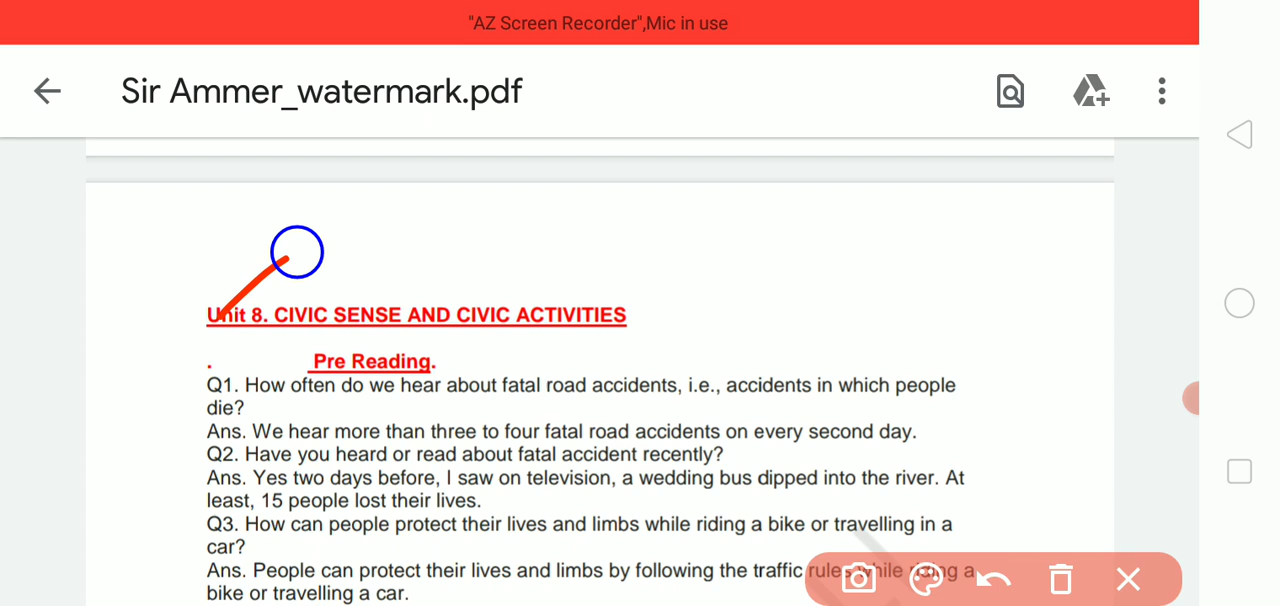 "AZ Screen Recorder",Mic in use
Sir Ammer_watermark.pdf
Unit 8. CIVIC SENSE AND CIVIC ACTIVITIES
. Pre Reading.
Q1. How often do we hear about fatal road accidents, i.e., accidents in which people
die?
Ans. We hear more than three to four fatal road accidents on every second day.
Q2. Have you heard or read about fatal accident recently?
Ans. Yes two days before, I saw on television, a wedding bus dipped into the river. At
least, 15 people lost their lives.
Q3. How can people protect their lives and limbs while riding a bike or travelling in a
car?
Ans. People can protect their lives and limbs by following the traffic rules while riding a
bike or travelling a car.